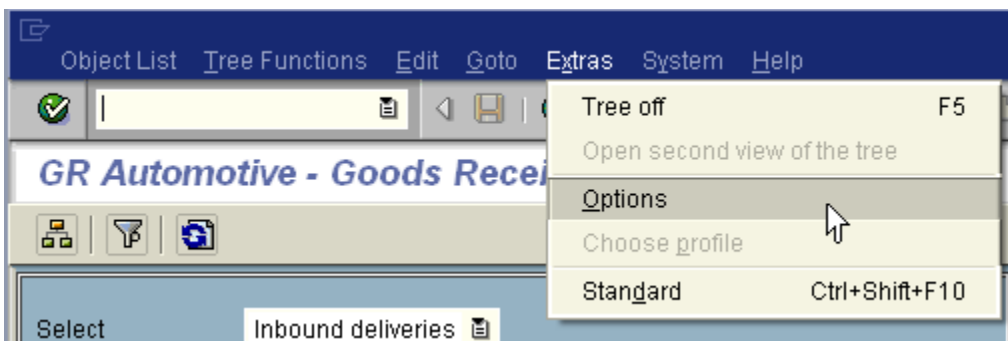 Object List Tree Functions Edit Goto Extras System Help
Tree off F5
Open second view of the tree
GR Automotive - Goods Recei
Options
Choose profile
Standard Ctrl+Shift+F10
Select Inbound deliveries